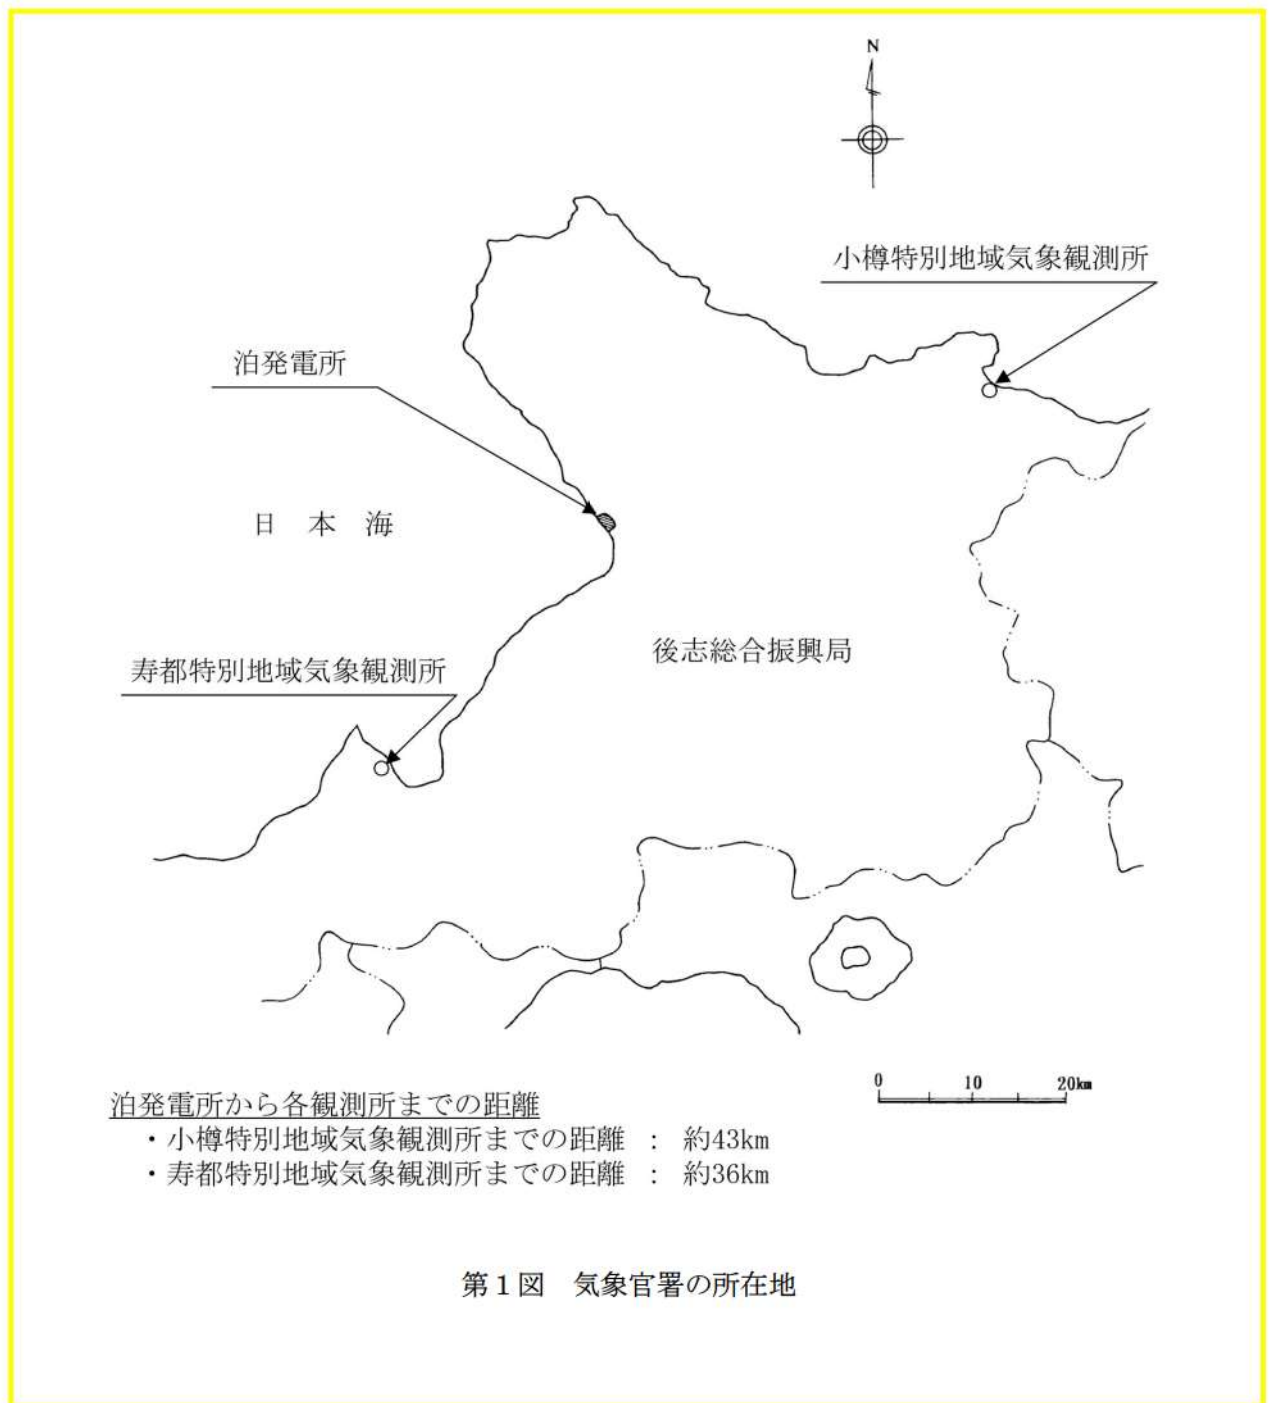 N
小樽特別地域気象観測所
泊発電所
日 本 海
後志総合振興局
寿都特別地域気象観測所
0 10 20km
泊発電所から各観測所までの距離
・小樽特別地域気象観測所までの距離 : 約43km
・寿都特別地域気象観測所までの距離 : 約36km
第1図 気象官署の所在地